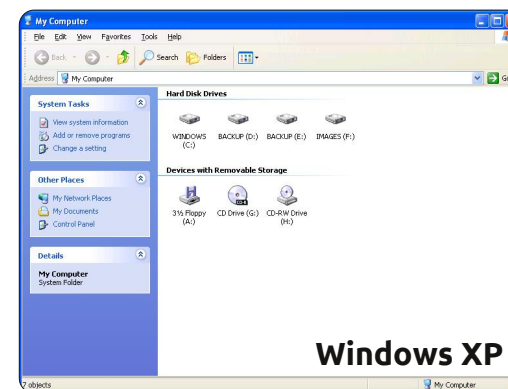 My Computer
File Edit View Favorites Tools Help
Back Search Folders
Address My Computer Go
System Tasks
View system information
Add or remove programs
Change a setting
Other Places
My Network Places
My Documents
Control Panel
Details
My Computer
System Folder
Hard Disk Drives
WINDOWS (C:) BACKUP (D:) BACKUP (E:) IMAGES (F:)
Devices with Removable Storage
3½ Floppy (A:) CD Drive (G:) CD-RW Drive (H:)
Windows XP
7 objects My Computer